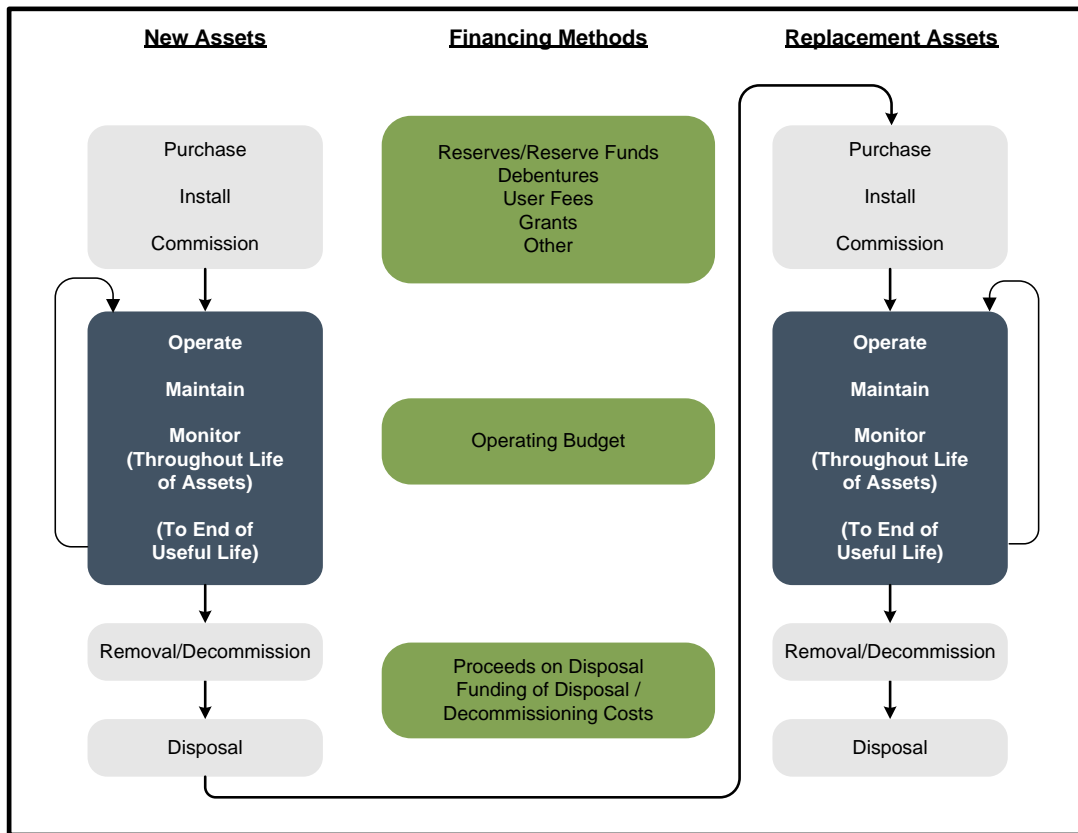 New Assets
Financing Methods
Replacement Assets
Purchase
Install
Commission
Operate
Maintain
Monitor
(Throughout Life
of Assets)
(To End of
Useful Life)
Removal/Decommission
Disposal
Reserves/Reserve Funds
Debentures
User Fees
Grants
Other
Operating Budget
Proceeds on Disposal
Funding of Disposal /
Decommissioning Costs
Purchase
Install
Commission
Operate
Maintain
Monitor
(Throughout Life
of Assets)
(To End of
Useful Life)
Removal/Decommission
Disposal